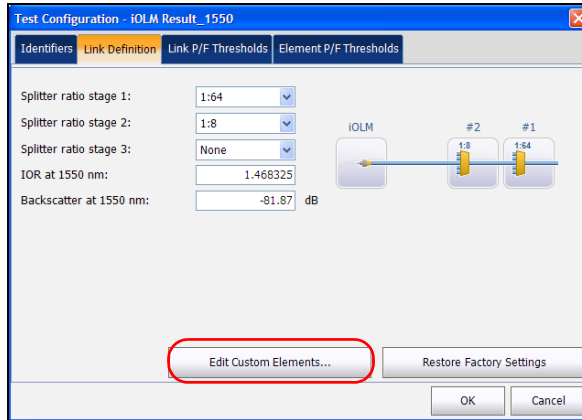 Test Configuration - iOLM Result_1550
Identifiers Link Definition Link P/F Thresholds Element P/F Thresholds
Splitter ratio stage 1: 1:64
Splitter ratio stage 2: 1:8
Splitter ratio stage 3: None
IOR at 1550 nm: 1.468325
Backscatter at 1550 nm: -81.87 dB
iOLM #2 #1
1:8 1:64
Edit Custom Elements... Restore Factory Settings
OK Cancel